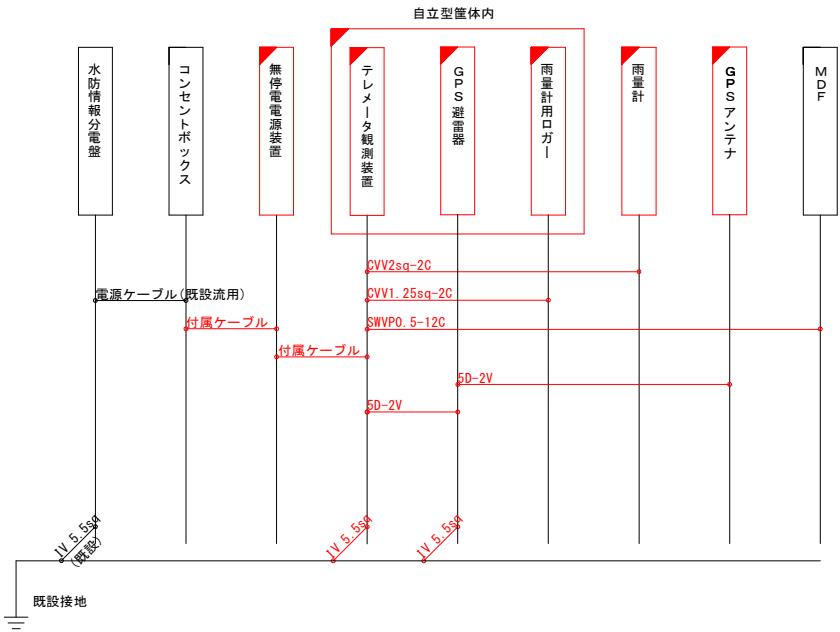 自立型筐体内
水防情報分電盤
コンセントボックス
無停電電源装置
テレメータ観測装置
GPS避雷器
雨量計用ロガー
雨量計
GPSアンテナ
MDF
CVV2sq-2C
電源ケーブル(既設流用)
CVV1.25sq-2C
付属ケーブル
SWVP0.5-12C
付属ケーブル
5D-2V
5D-2V
IV 5.5sq
(既設)
IV 5.5sq
IV 5.5sq
既設接地